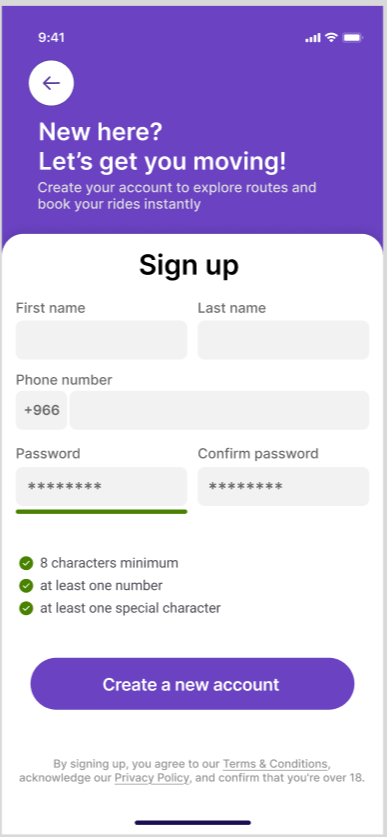 9:41
New here?
Let's get you moving!
Create your account to explore routes and
book your rides instantly
Sign up
First name
Last name
Phone number
+966
Password
Confirm password
********
********
8 characters minimum
at least one number
at least one special character
Create a new account
By signing up, you agree to our Terms & Conditions,
acknowledge our Privacy Policy, and confirm that you're over 18.